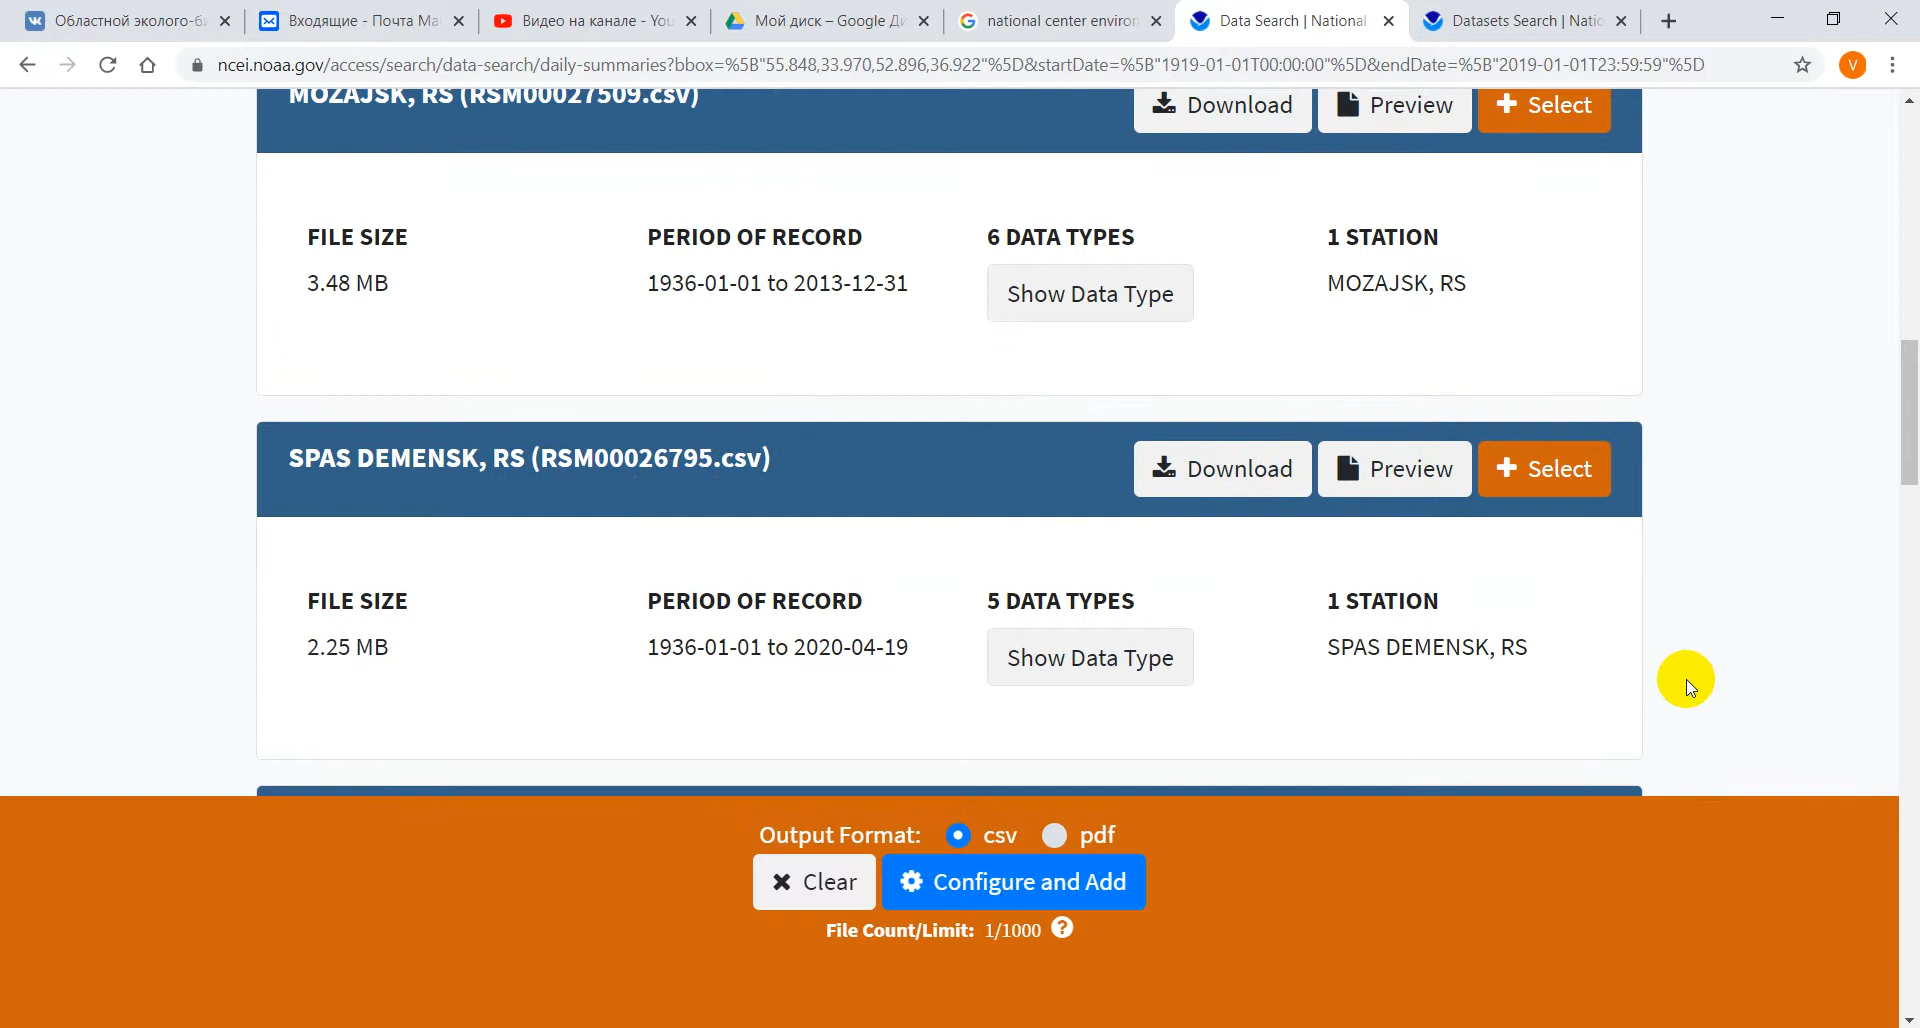 Областной эколого-би
Входящие - Почта Ma
Видео на канале - You
Мой диск – Google Ди
national center environ
Data Search | National
Datasets Search | Natio
ncei.noaa.gov/access/search/data-search/daily-summaries?bbox=%5B"55.848,33.970,52.896,36.922"%5D&startDate=%5B"1919-01-01T00:00:00"%5D&endDate=%5B"2019-01-01T23:59:59"%5D
V
MOZAJSK, RS (RSM00027509.csv)
Download
Preview
Select
FILE SIZE
PERIOD OF RECORD
6 DATA TYPES
1 STATION
3.48 MB
1936-01-01 to 2013-12-31
Show Data Type
MOZAJSK, RS
SPAS DEMENSK, RS (RSM00026795.csv)
Download
Preview
Select
FILE SIZE
PERIOD OF RECORD
5 DATA TYPES
1 STATION
2.25 MB
1936-01-01 to 2020-04-19
Show Data Type
SPAS DEMENSK, RS
Output Format: csv pdf
Clear
Configure and Add
File Count/Limit: 1/1000 ?